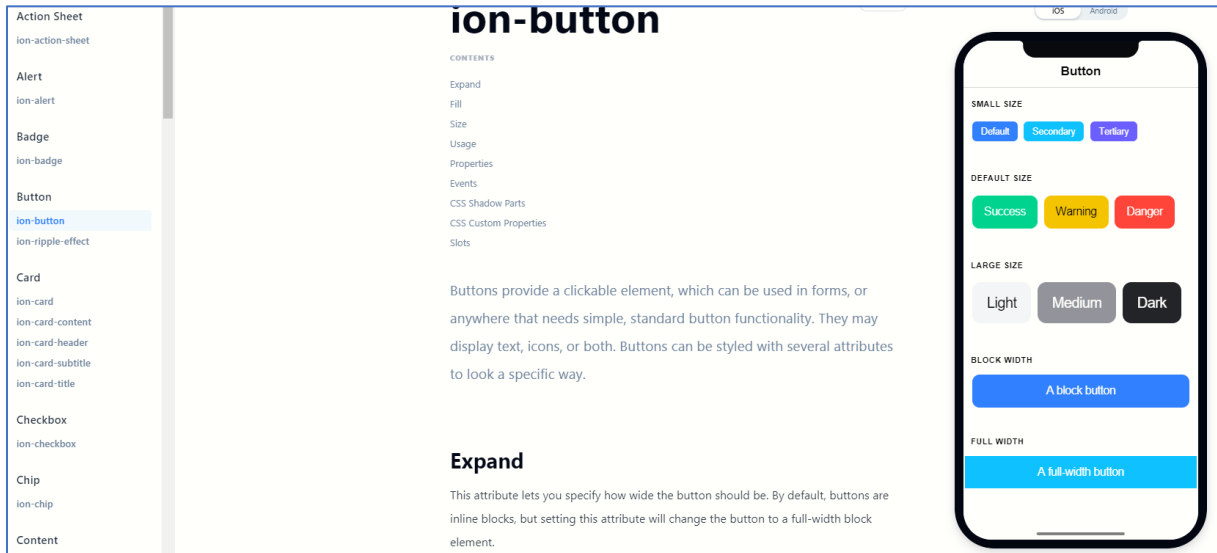 Action Sheet
ion-action-sheet
Alert
ion-alert
Badge
ion-badge
Button
ion-button
ion-ripple-effect
Card
ion-card
ion-card-content
ion-card-header
ion-card-subtitle
ion-card-title
Checkbox
ion-checkbox
Chip
ion-chip
Content
ion-button
CONTENTS
Expand
Fill
Size
Usage
Properties
Events
CSS Shadow Parts
CSS Custom Properties
Slots
Buttons provide a clickable element, which can be used in forms, or
anywhere that needs simple, standard button functionality. They may
display text, icons, or both. Buttons can be styled with several attributes
to look a specific way.
Expand
This attribute lets you specify how wide the button should be. By default, buttons are
inline blocks, but setting this attribute will change the button to a full-width block
element.
iOS Android
Button
SMALL SIZE
Default Secondary Tertiary
DEFAULT SIZE
Success Warning Danger
LARGE SIZE
Light Medium Dark
BLOCK WIDTH
A block button
FULL WIDTH
A full-width button